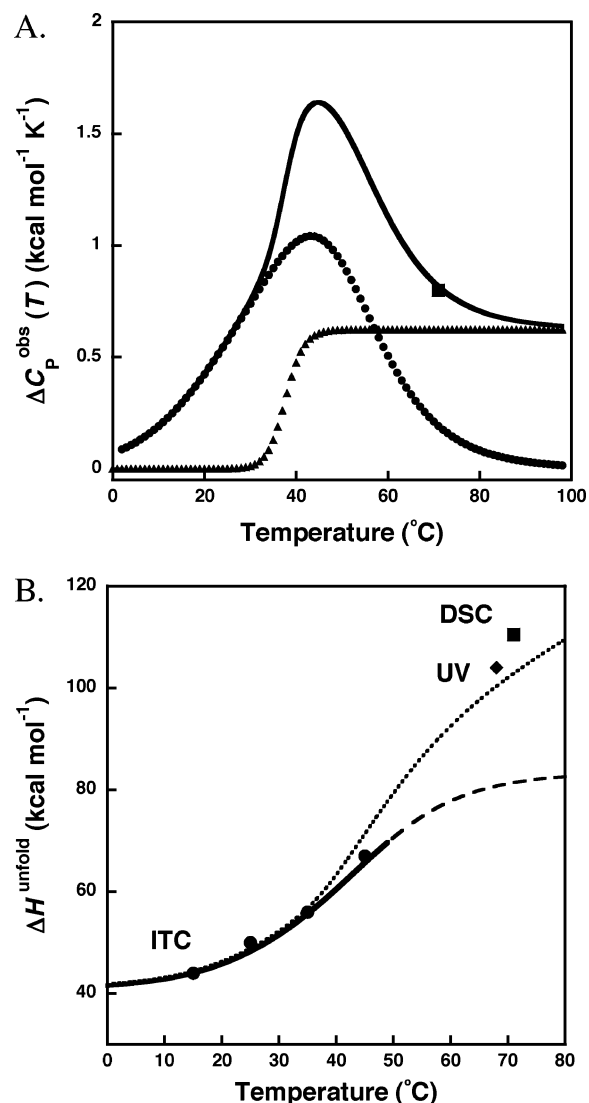 A.
2
1.5
1
0.5
0
0 20 40 60 80 100
ΔC_P^obs (T) (kcal mol⁻¹ K⁻¹)
Temperature (°C)
B.
120
100
80
60
40
0 10 20 30 40 50 60 70 80
ΔH^unfold (kcal mol⁻¹)
DSC
UV
ITC
Temperature (°C)